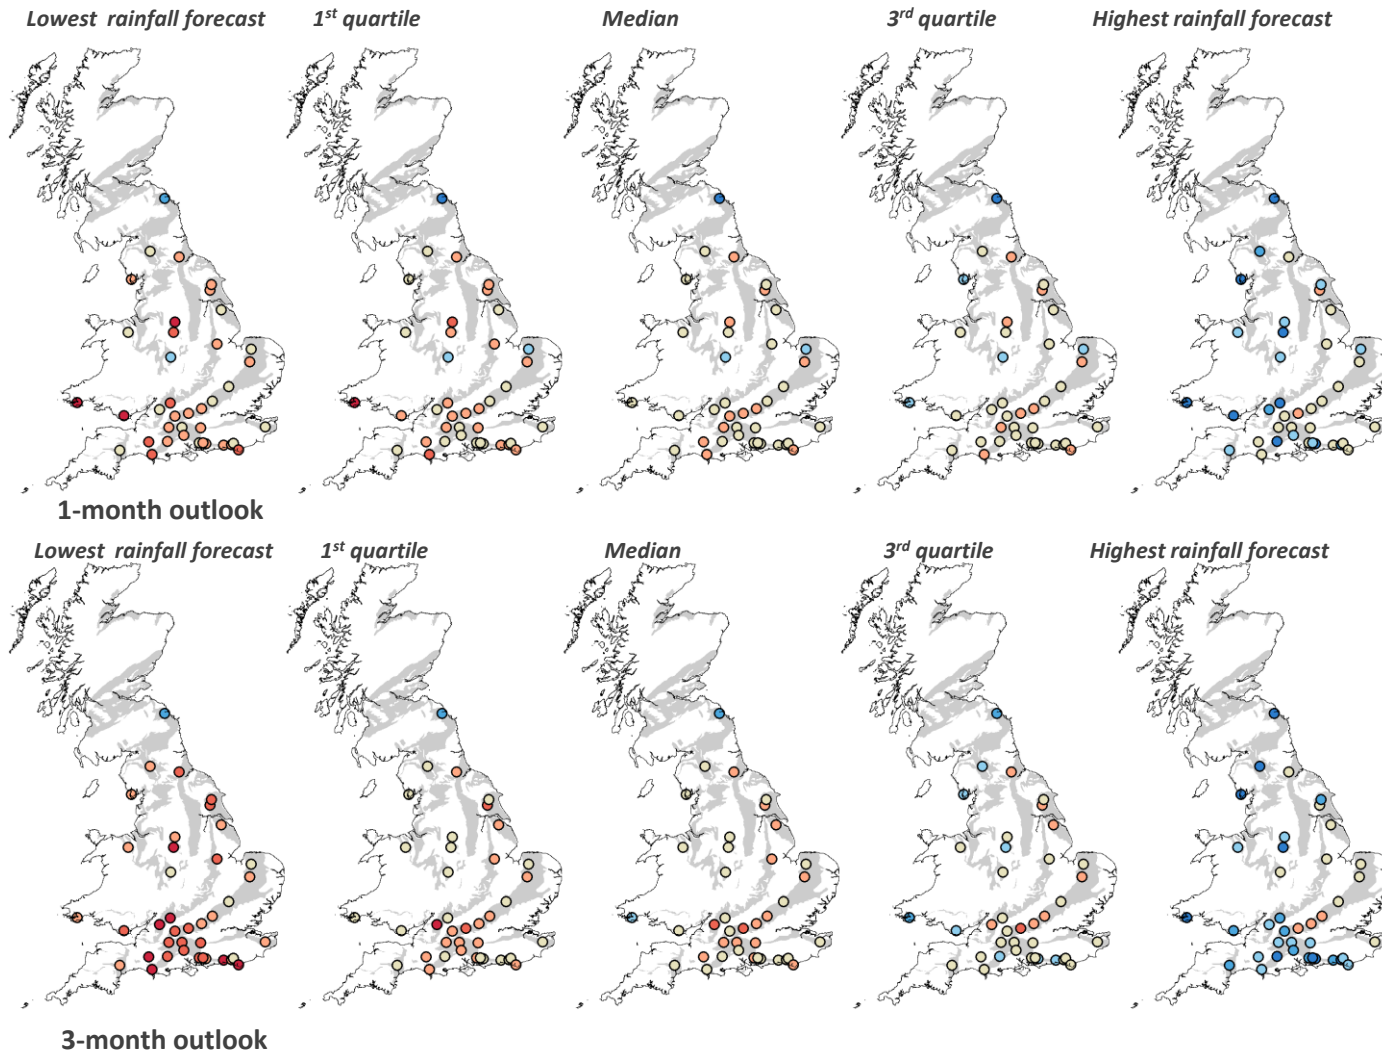 Lowest rainfall forecast
1st quartile
Median
3rd quartile
Highest rainfall forecast
1-month outlook
Lowest rainfall forecast
1st quartile
Median
3rd quartile
Highest rainfall forecast
3-month outlook